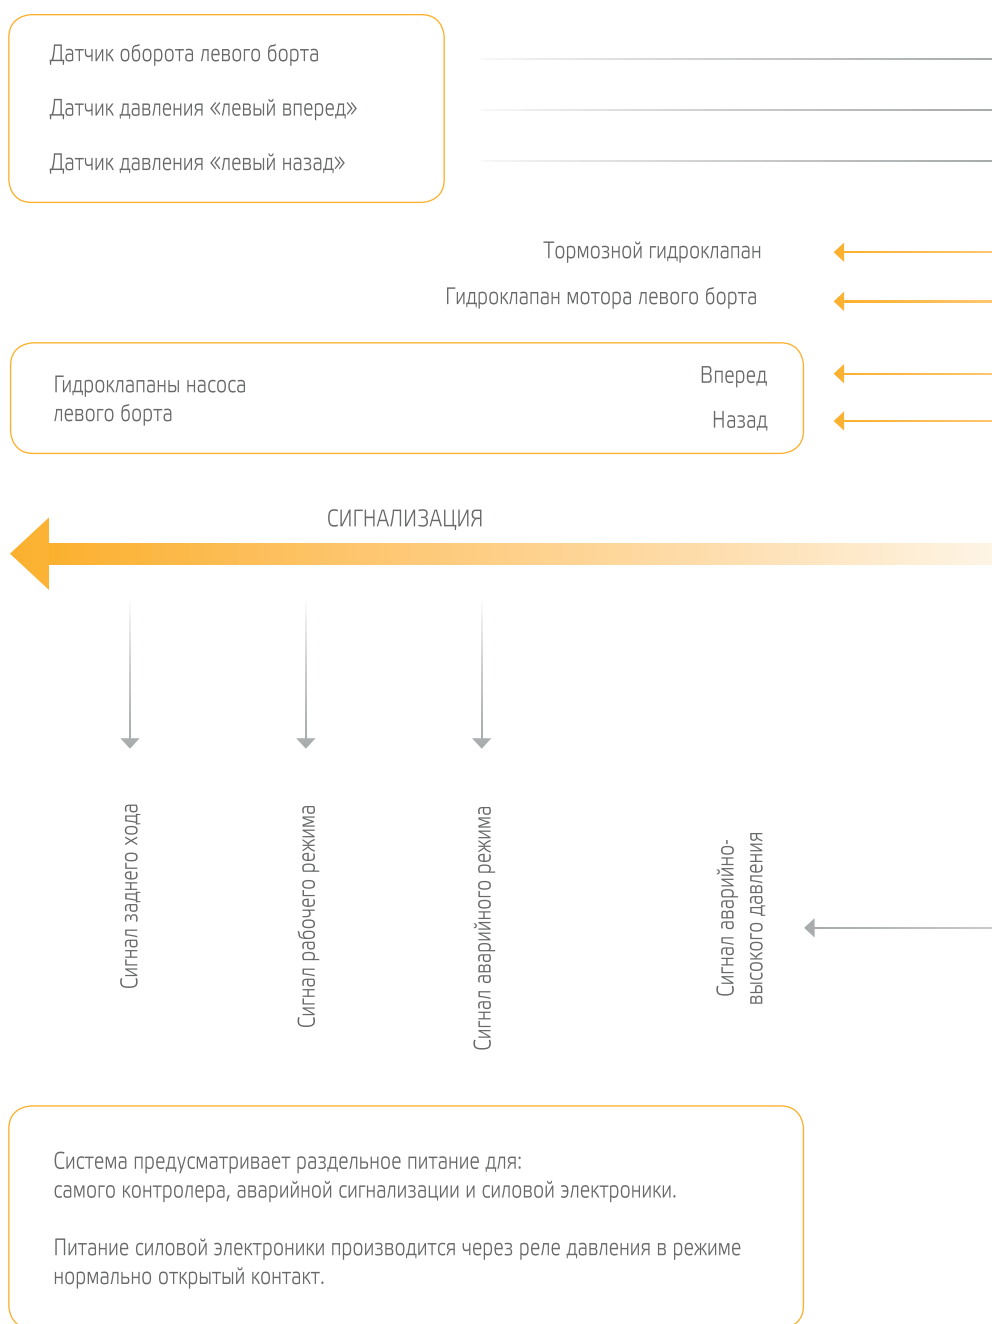 Датчик оборота левого борта
Датчик давления «левый вперед»
Датчик давления «левый назад»
Тормозной гидроклапан
Гидроклапан мотора левого борта
Гидроклапаны насоса
левого борта
Вперед
Назад
СИГНАЛИЗАЦИЯ
Сигнал заднего хода
Сигнал рабочего режима
Сигнал аварийного режима
Сигнал аварийно-
высокого давления
Система предусматривает раздельное питание для:
самого контролера, аварийной сигнализации и силовой электроники.
Питание силовой электроники производится через реле давления в режиме
нормально открытый контакт.